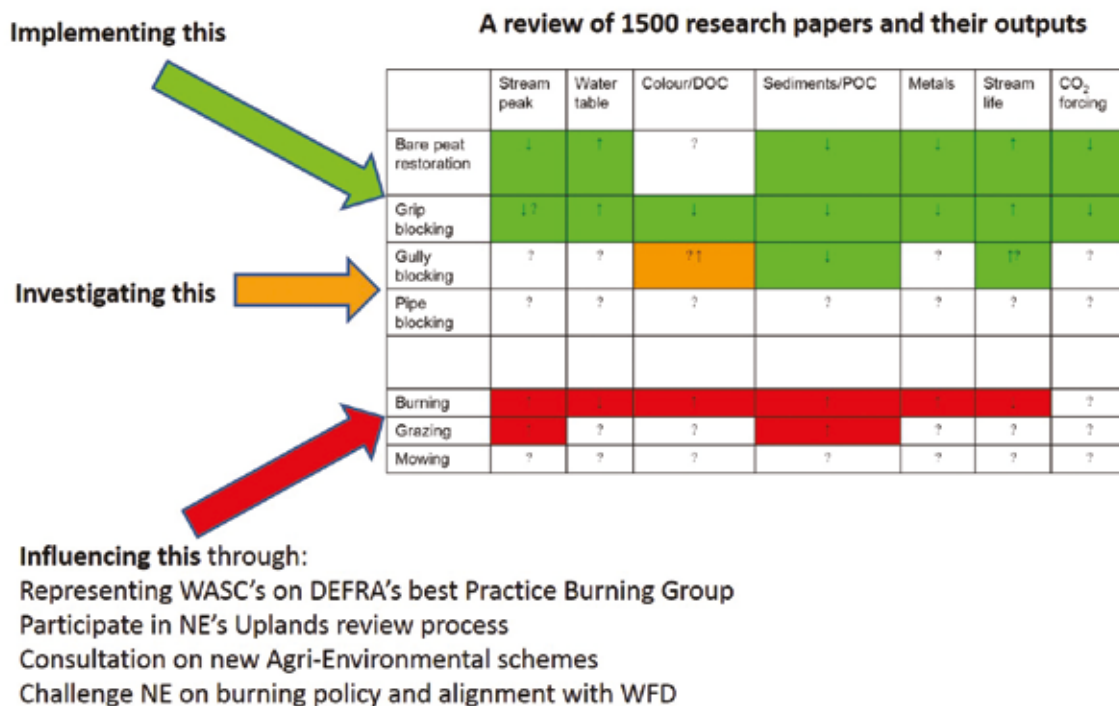 Implementing this
A review of 1500 research papers and their outputs
Stream peak Water table Colour/DOC Sediments/POC Metals Stream life CO₂ forcing
Bare peat restoration ↓ ↑ ? ↓ ↓ ↑ ↓
Grip blocking ↓? ↑ ↓ ↓ ↓ ↑ ↓
Gully blocking ? ? ?↑ ↓ ? ↑? ?
Pipe blocking ? ? ? ? ? ? ?
Investigating this
Burning ↑ ↓ ↑ ↑ ↑ ↓ ?
Grazing ↑ ? ? ↑ ? ? ?
Mowing ? ? ? ? ? ? ?
Influencing this through:
Representing WASC's on DEFRA's best Practice Burning Group
Participate in NE's Uplands review process
Consultation on new Agri-Environmental schemes
Challenge NE on burning policy and alignment with WFD